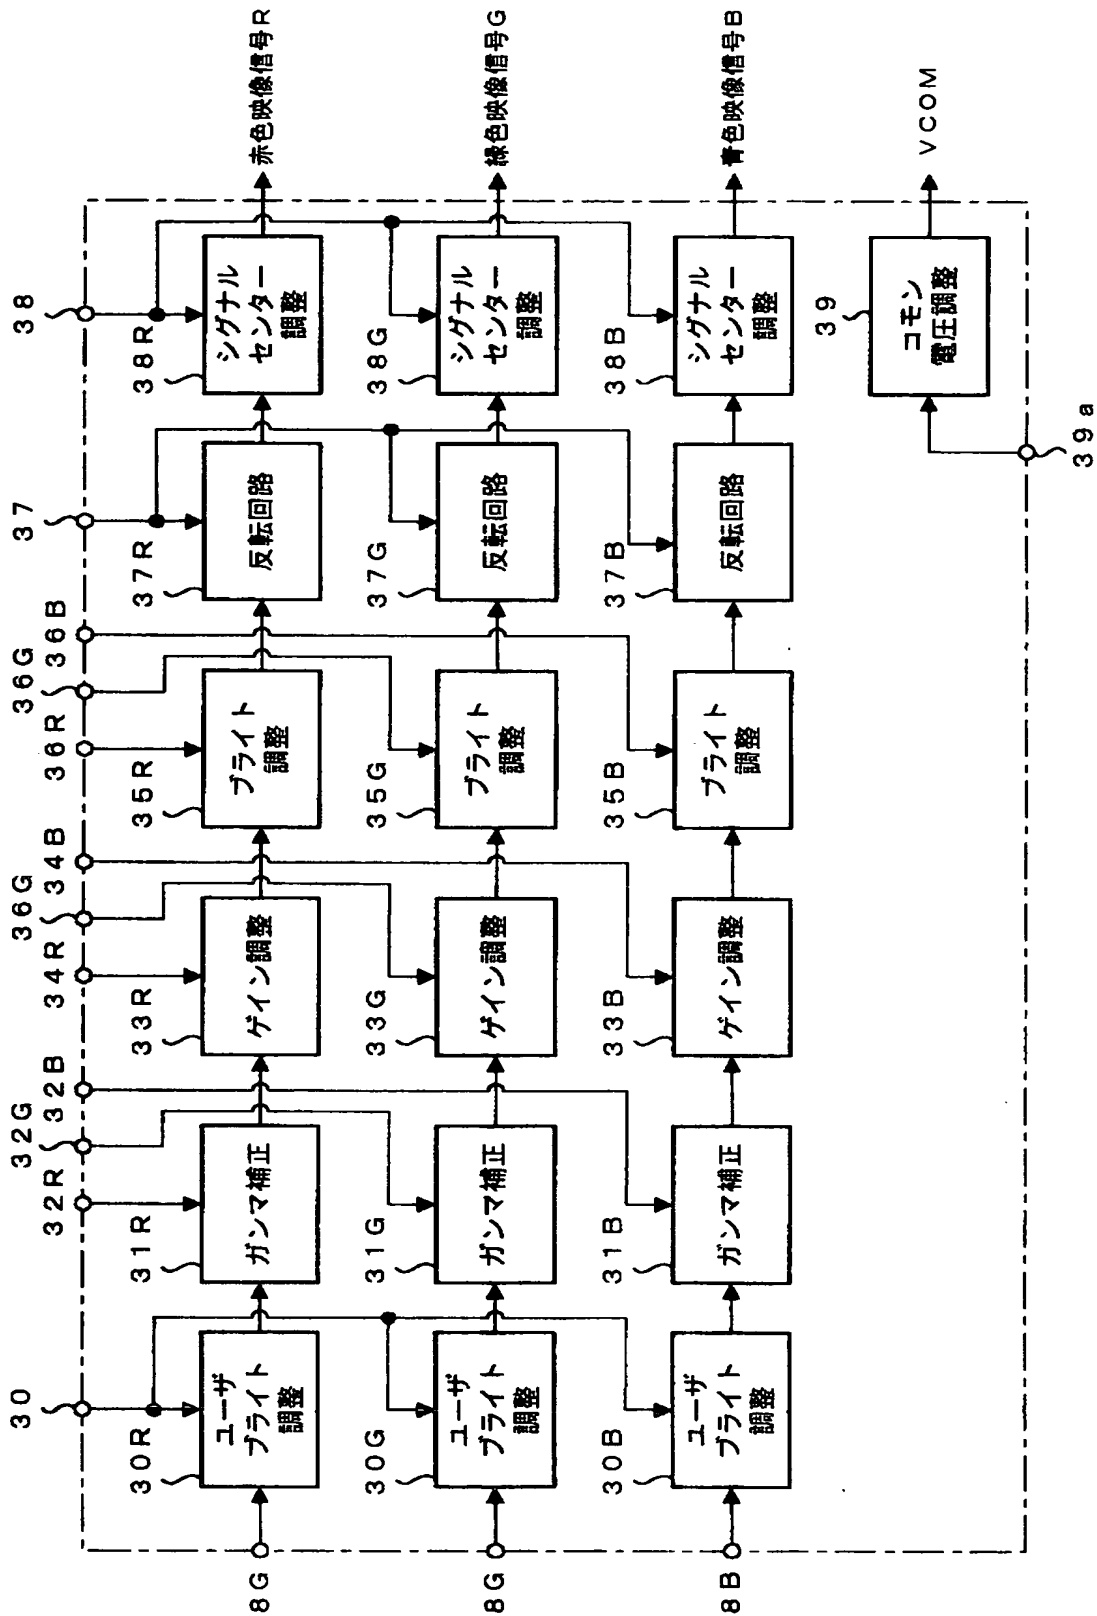 30
32R
32G
32B
34R
36G
34B
36R
36G
36B
37
38
30R
31R
33R
35R
37R
38R
8G
ユーザ
ブライト
調整
ガンマ補正
ゲイン調整
ブライト
調整
反転回路
シグナル
センター
調整
赤色映像信号R
30G
31G
33G
35G
37G
38G
8G
ユーザ
ブライト
調整
ガンマ補正
ゲイン調整
ブライト
調整
反転回路
シグナル
センター
調整
緑色映像信号G
30B
31B
33B
35B
37B
38B
8B
ユーザ
ブライト
調整
ガンマ補正
ゲイン調整
ブライト
調整
反転回路
シグナル
センター
調整
青色映像信号B
39
コモン
電圧調整
VCOM
39a